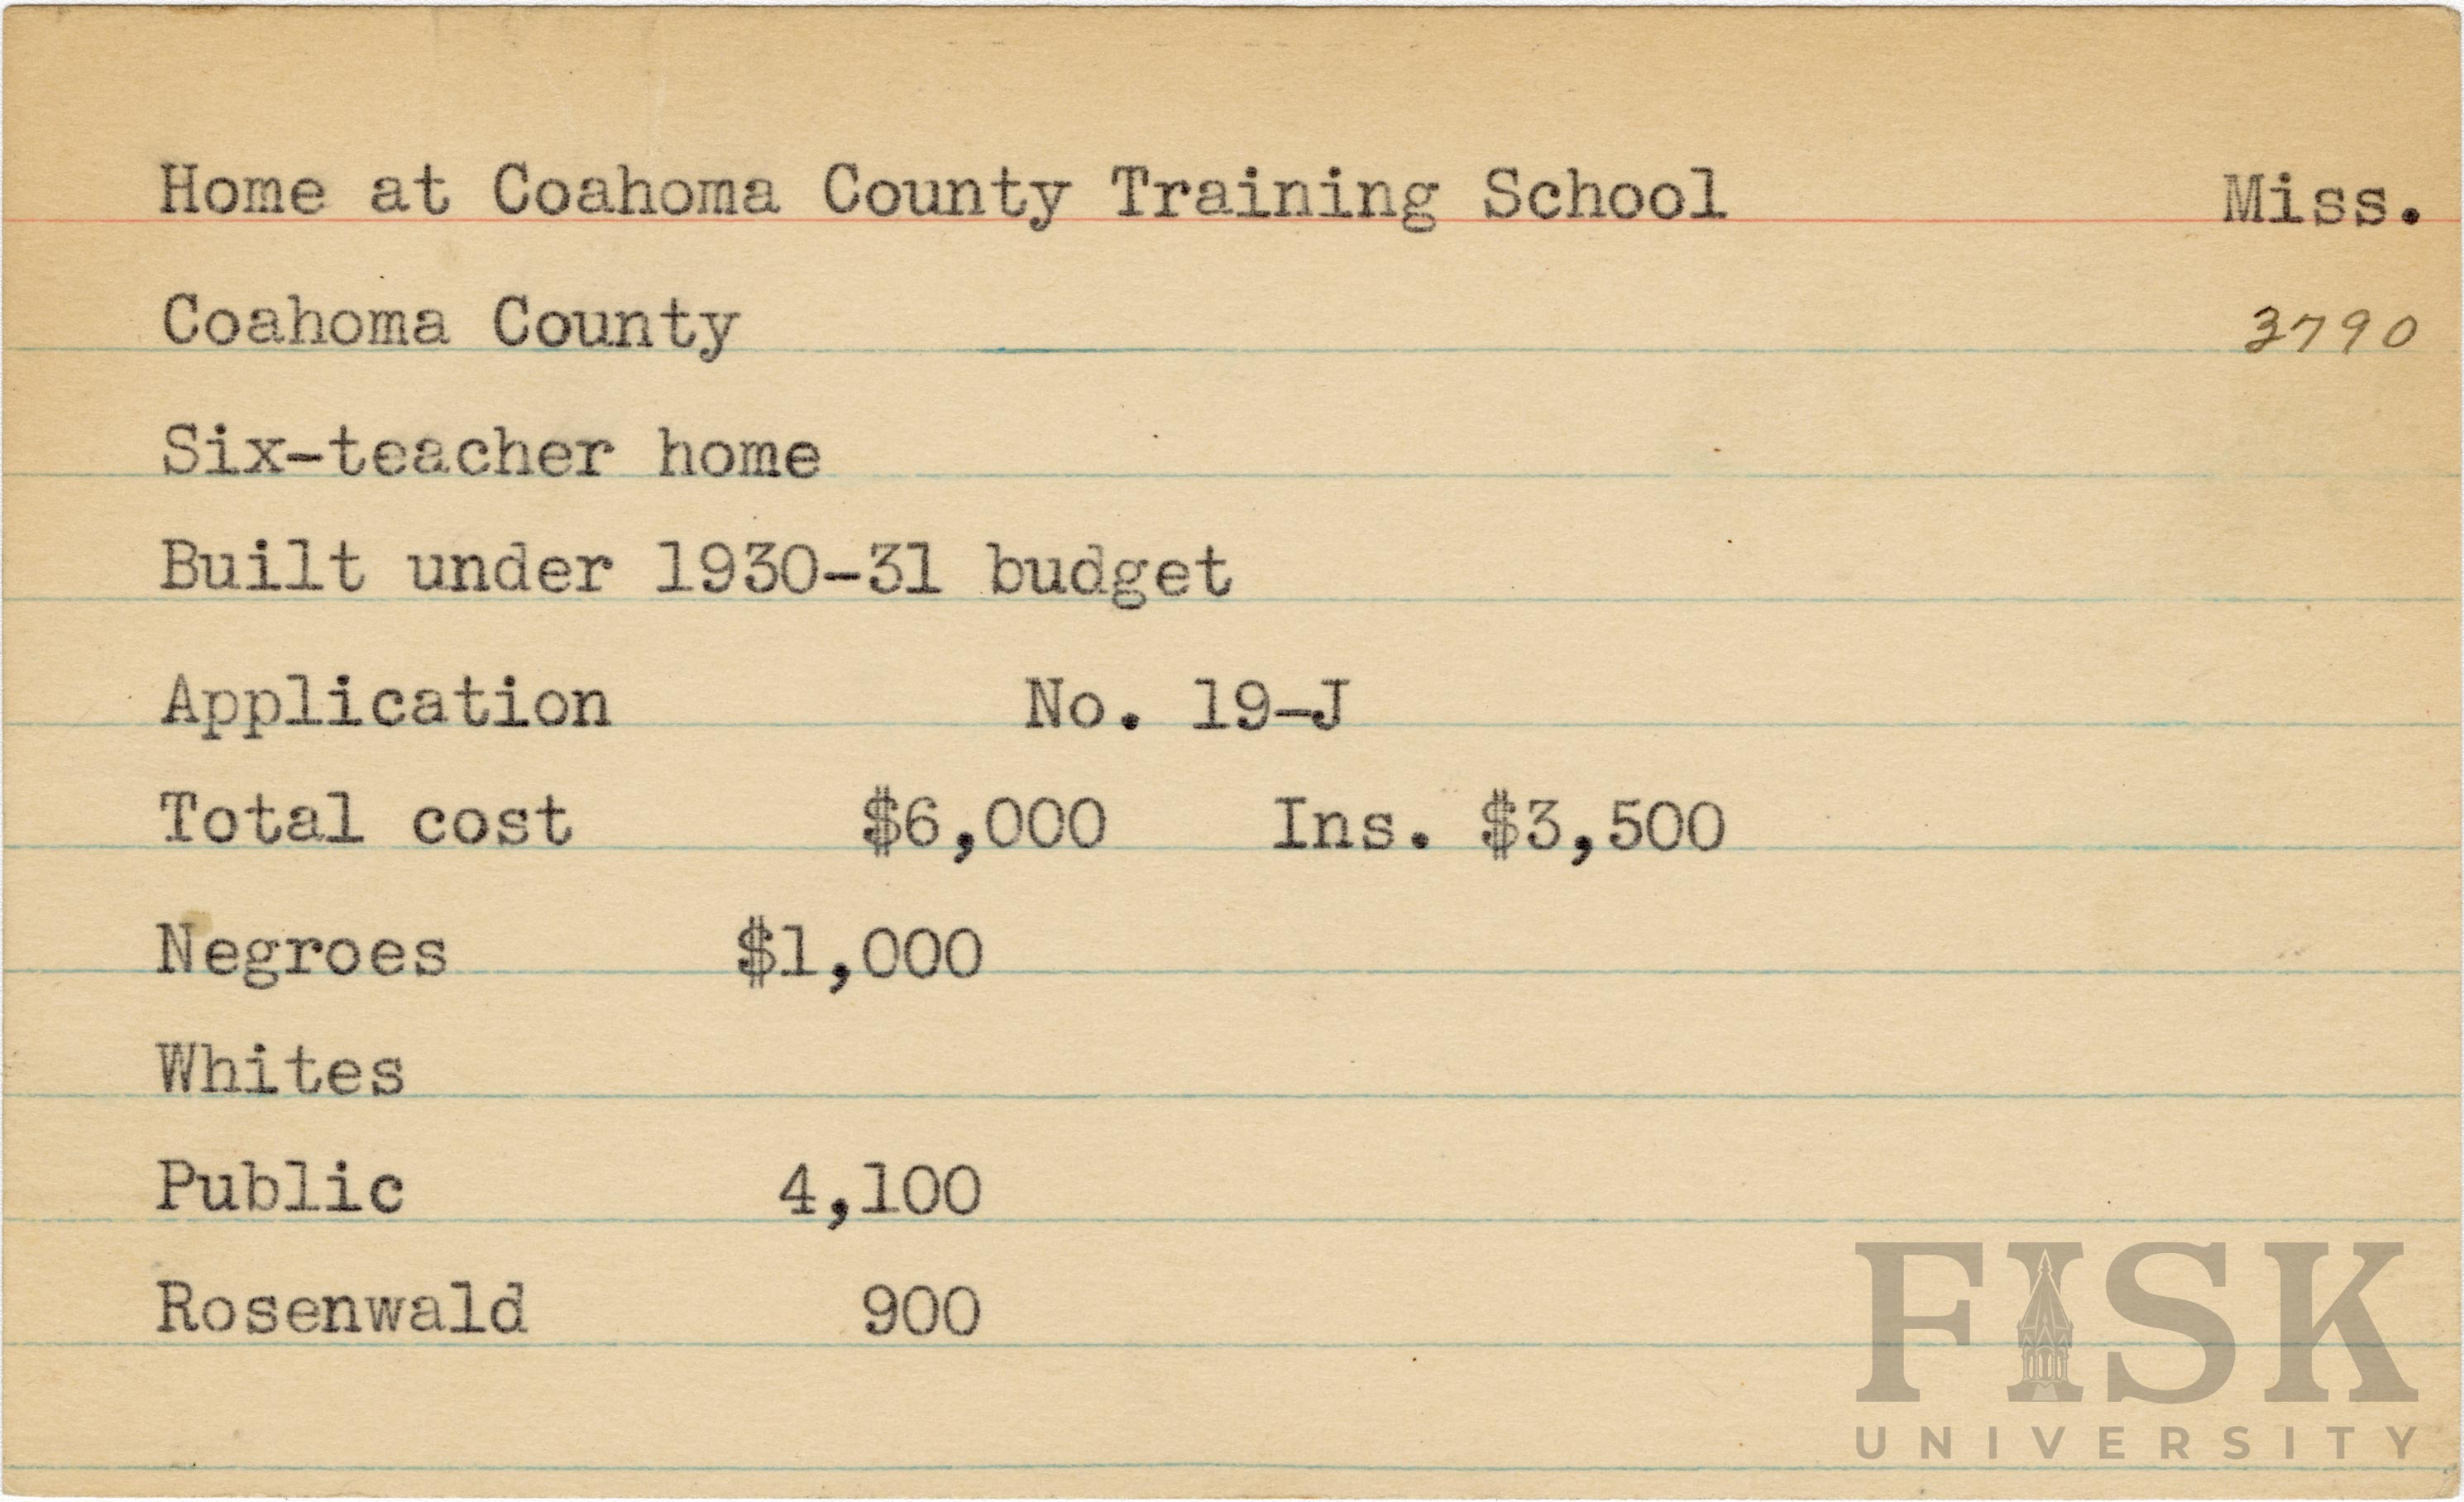 Home at Coahoma County Training School Miss.
Coahoma County 3790
Six-teacher home
Built under 1930-31 budget
Application No. 19-J
Total cost $6,000 Ins. $3,500
Negroes $1,000
Whites
Public 4,100
Rosenwald 900
FISK
UNIVERSITY